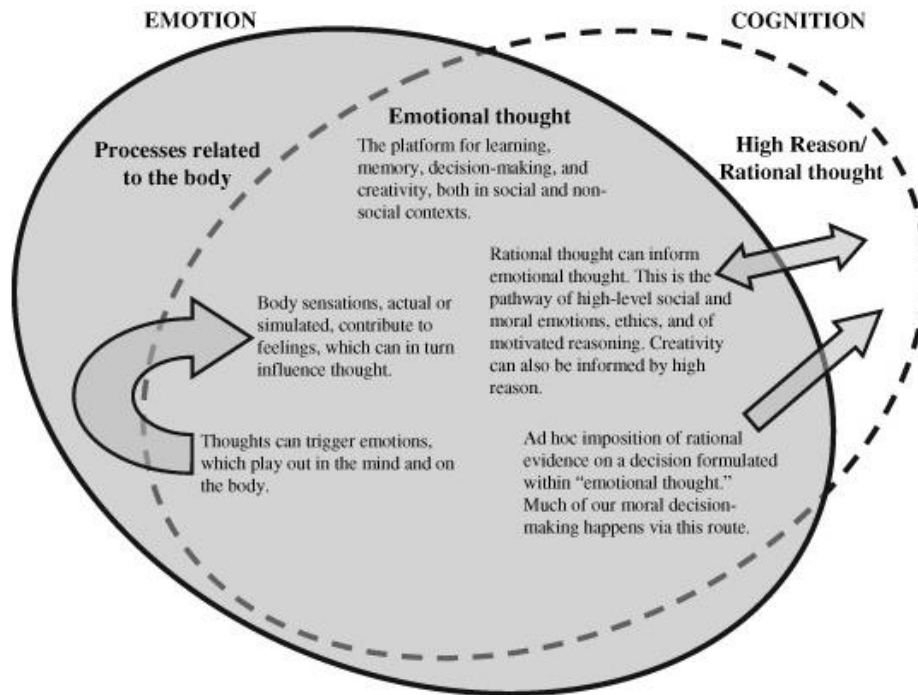 EMOTION
COGNITION
Emotional thought
The platform for learning,
memory, decision-making, and
creativity, both in social and non-
social contexts.
Processes related
to the body
High Reason/
Rational thought
Rational thought can inform
emotional thought. This is the
pathway of high-level social and
moral emotions, ethics, and of
motivated reasoning. Creativity
can also be informed by high
reason.
Body sensations, actual or
simulated, contribute to
feelings, which can in turn
influence thought.
Thoughts can trigger emotions,
which play out in the mind and on
the body.
Ad hoc imposition of rational
evidence on a decision formulated
within “emotional thought.”
Much of our moral decision-
making happens via this route.